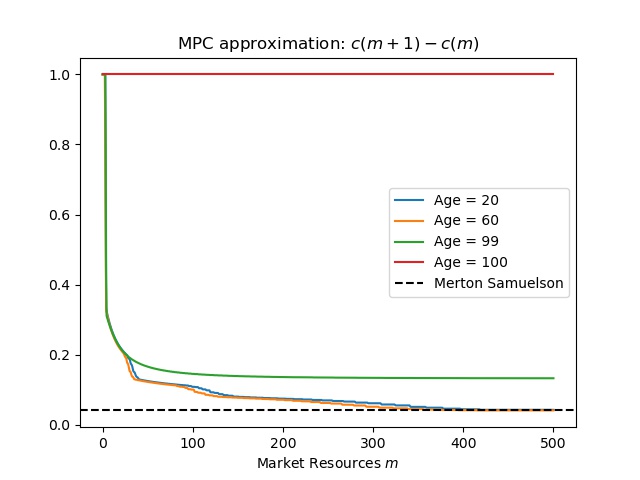 MPC approximation: c(m + 1) − c(m)
1.0
0.8
0.6
0.4
0.2
0.0
Age = 20
Age = 60
Age = 99
Age = 100
Merton Samuelson
0 100 200 300 400 500
Market Resources m